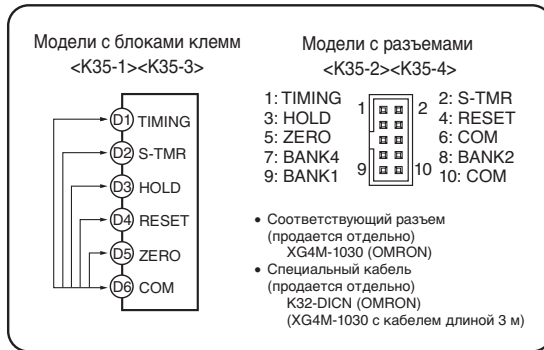 Модели с блоками клемм
<K35-1><K35-3>
D1 TIMING
D2 S-TMR
D3 HOLD
D4 RESET
D5 ZERO
D6 COM
Модели с разъемами
<K35-2><K35-4>
1: TIMING 1 2 2: S-TMR
3: HOLD 4: RESET
5: ZERO 6: COM
7: BANK4 8: BANK2
9: BANK1 9 10 10: COM
• Соответствующий разъем
(продается отдельно)
XG4M-1030 (OMRON)
• Специальный кабель
(продается отдельно)
K32-DICN (OMRON)
(XG4M-1030 с кабелем длиной 3 м)